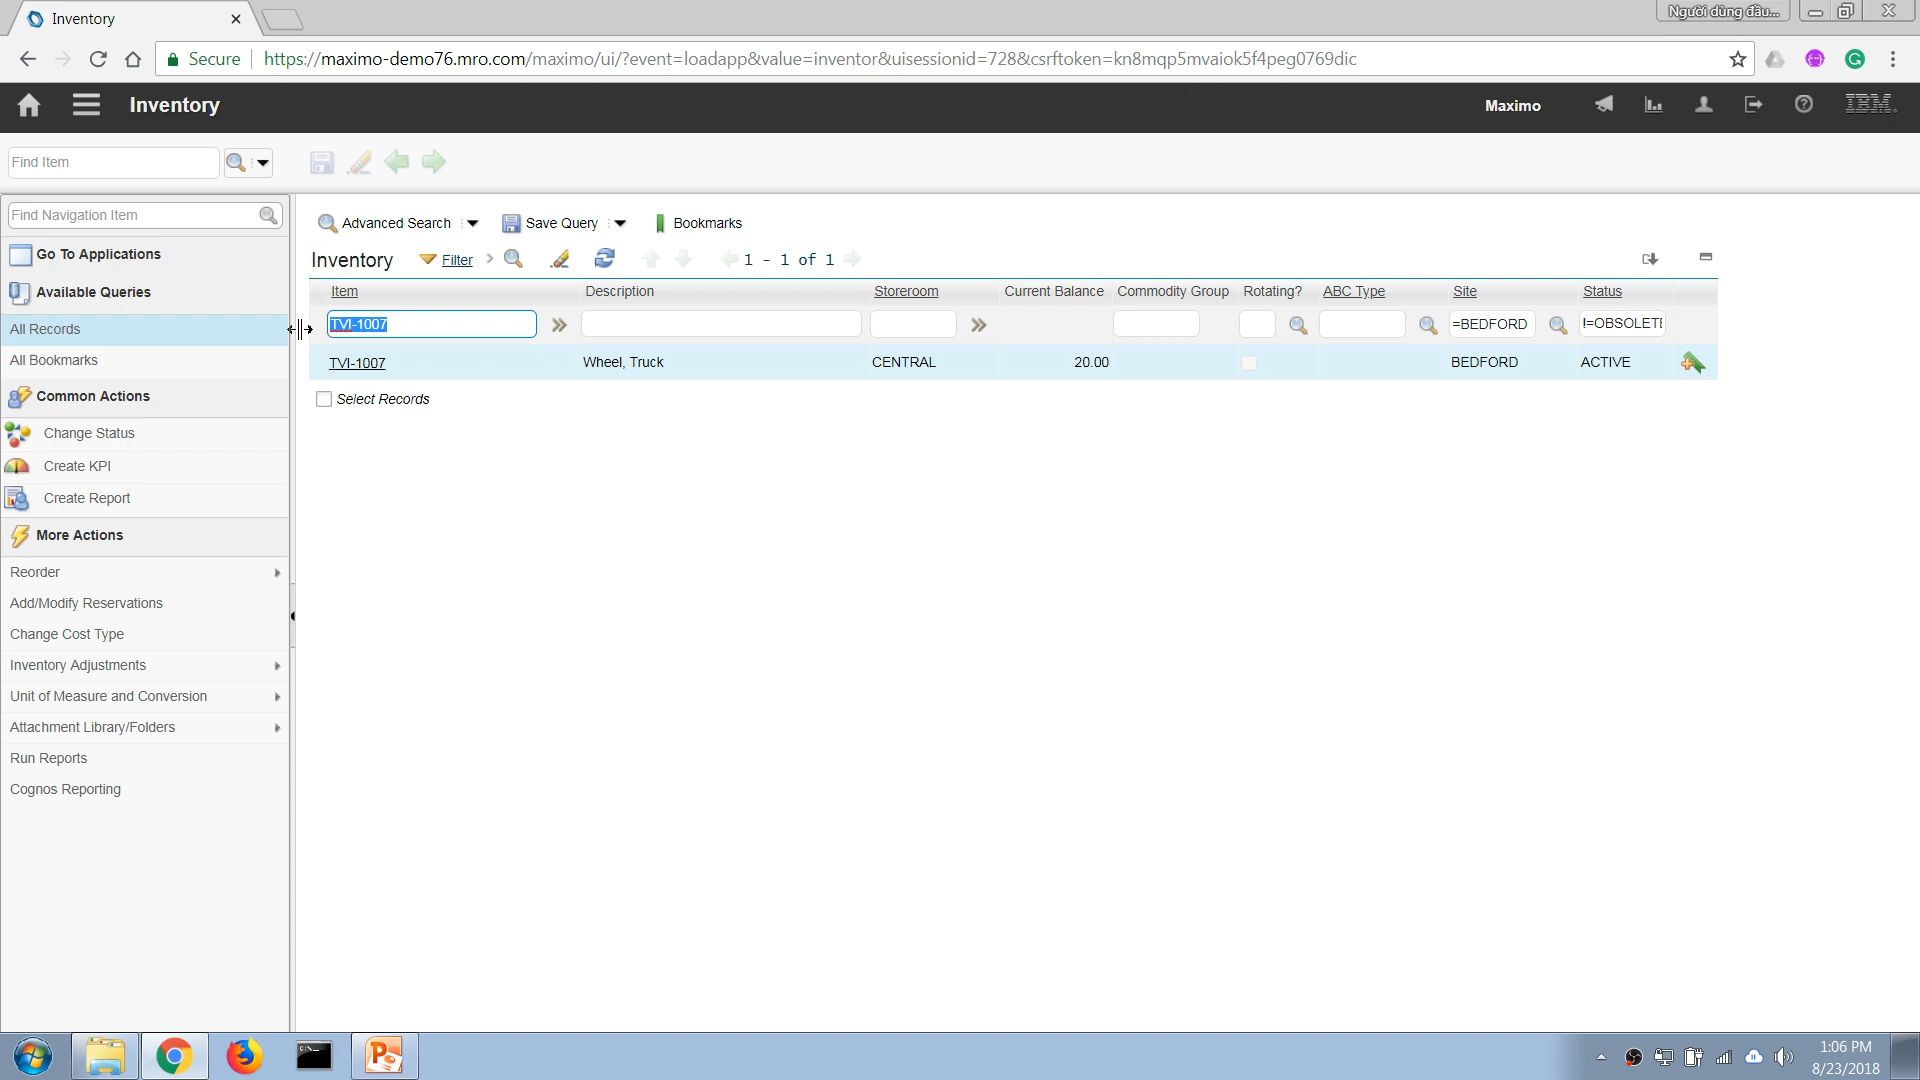 Inventory
Người dùng đầu...
Secure
https://maximo-demo76.mro.com/maximo/ui/?event=loadapp&value=inventor&uisessionid=728&csrftoken=kn8mqp5mvaiok5f4peg0769dic
Inventory
Maximo
IBM.
Find Item
Find Navigation Item
Go To Applications
Available Queries
All Records
All Bookmarks
Common Actions
Change Status
Create KPI
Create Report
More Actions
Reorder
Add/Modify Reservations
Change Cost Type
Inventory Adjustments
Unit of Measure and Conversion
Attachment Library/Folders
Run Reports
Cognos Reporting
Advanced Search
Save Query
Bookmarks
Inventory Filter 1 - 1 of 1
Item Description Storeroom Current Balance Commodity Group Rotating? ABC Type Site Status
TVI-1007 =BEDFORD !=OBSOLETE
TVI-1007 Wheel, Truck CENTRAL 20.00 BEDFORD ACTIVE
Select Records
1:06 PM
8/23/2018